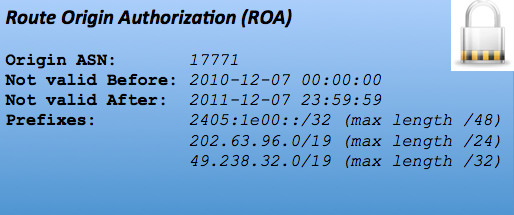 Route Origin Authorization (ROA)
Origin ASN: 17771
Not valid Before: 2010-12-07 00:00:00
Not valid After: 2011-12-07 23:59:59
Prefixes: 2405:1e00::/32 (max length /48)
202.63.96.0/19 (max length /24)
49.238.32.0/19 (max length /32)